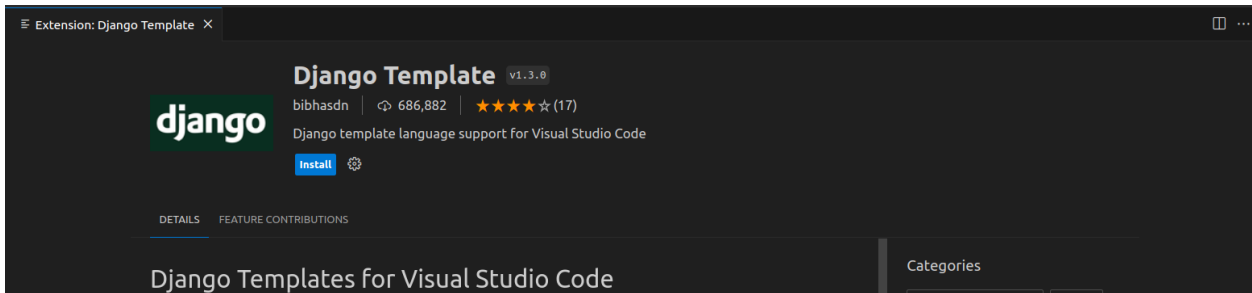 Extension: Django Template
Django Template v1.3.0
django
bibhasdn 686,882 (17)
Django template language support for Visual Studio Code
Install
DETAILS FEATURE CONTRIBUTIONS
Django Templates for Visual Studio Code
Categories